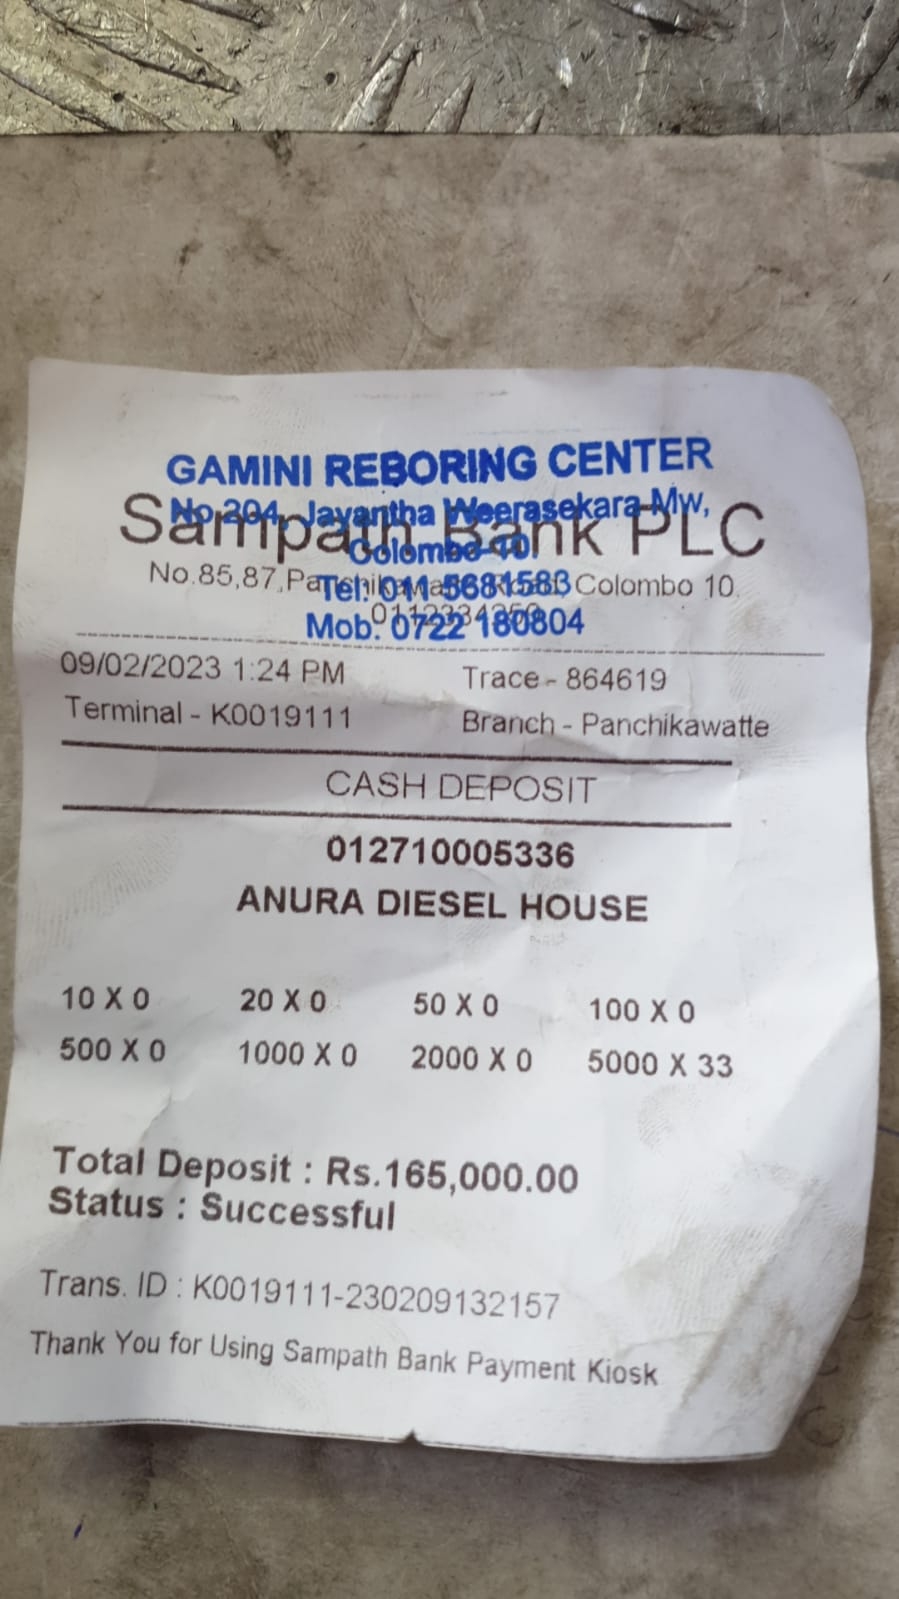 GAMINI REBORING CENTER
No.204, Jayantha Weerasekara Mw,
Colombo-10.
Tel: 011 5681583
Mob: 0722 180804
Sampath Bank PLC
No.85,87, Colombo 10.
09/02/2023 1:24 PM Trace - 864619
Terminal - K0019111 Branch - Panchikawatte
CASH DEPOSIT
012710005336
ANURA DIESEL HOUSE
10 X 0 20 X 0 50 X 0 100 X 0
500 X 0 1000 X 0 2000 X 0 5000 X 33
Total Deposit : Rs.165,000.00
Status : Successful
Trans. ID : K0019111-230209132157
Thank You for Using Sampath Bank Payment Kiosk